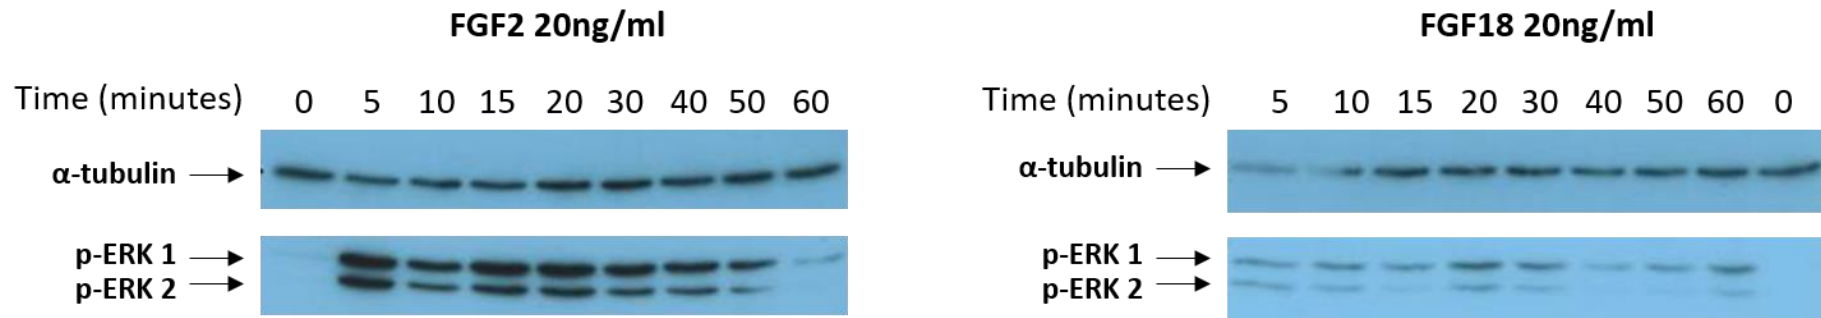 FGF2 20ng/ml
Time (minutes) 0 5 10 15 20 30 40 50 60
α-tubulin
p-ERK 1
p-ERK 2
FGF18 20ng/ml
Time (minutes) 5 10 15 20 30 40 50 60 0
α-tubulin
p-ERK 1
p-ERK 2